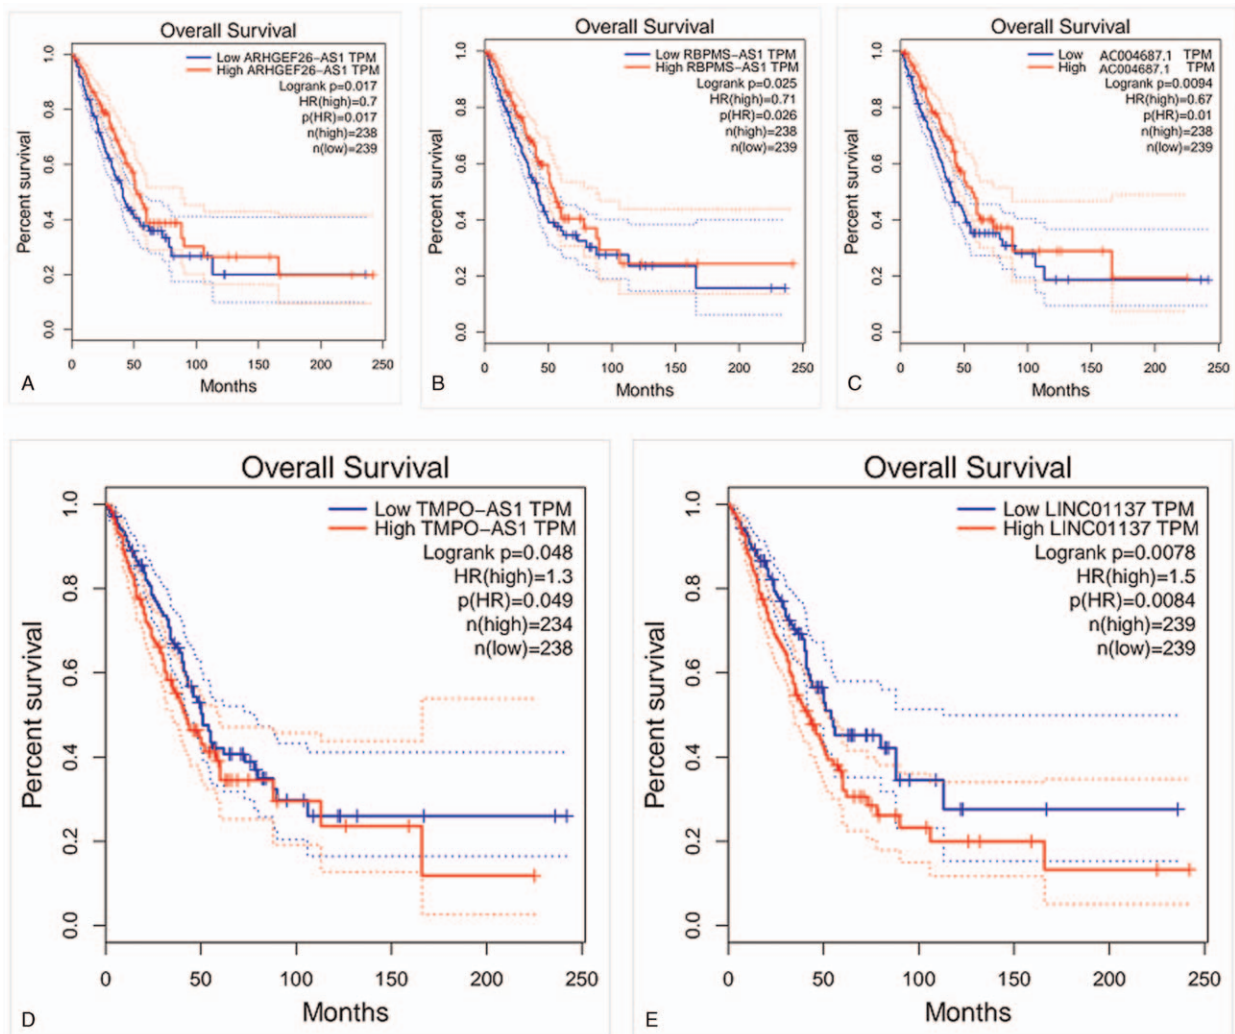 Overall Survival
Low ARHGEF26-AS1 TPM
High ARHGEF26-AS1 TPM
Logrank p=0.017
HR(high)=0.7
p(HR)=0.017
n(high)=238
n(low)=239
Percent survival
1.0
0.8
0.6
0.4
0.2
0.0
0 50 100 150 200 250
Months
A
Overall Survival
Low RBPMS-AS1 TPM
High RBPMS-AS1 TPM
Logrank p=0.025
HR(high)=0.71
p(HR)=0.026
n(high)=238
n(low)=239
Percent survival
1.0
0.8
0.6
0.4
0.2
0.0
0 50 100 150 200 250
Months
B
Overall Survival
Low AC004687.1 TPM
High AC004687.1 TPM
Logrank p=0.0094
HR(high)=0.67
p(HR)=0.01
n(high)=238
n(low)=239
Percent survival
1.0
0.8
0.6
0.4
0.2
0.0
0 50 100 150 200 250
Months
C
Overall Survival
Low TMPO-AS1 TPM
High TMPO-AS1 TPM
Logrank p=0.048
HR(high)=1.3
p(HR)=0.049
n(high)=234
n(low)=238
Percent survival
1.0
0.8
0.6
0.4
0.2
0.0
0 50 100 150 200 250
Months
D
Overall Survival
Low LINC01137 TPM
High LINC01137 TPM
Logrank p=0.0078
HR(high)=1.5
p(HR)=0.0084
n(high)=239
n(low)=239
Percent survival
1.0
0.8
0.6
0.4
0.2
0.0
0 50 100 150 200 250
Months
E